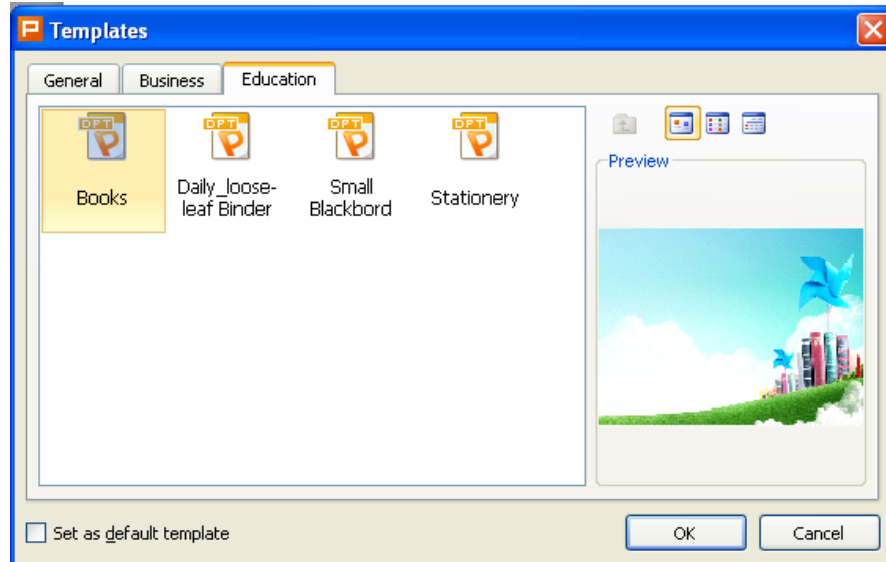 P Templates
General Business Education
DPT P DPT P DPT P DPT P
Books Daily_loose- Small Stationery
leaf Binder Blackbord
Preview
Set as default template OK Cancel